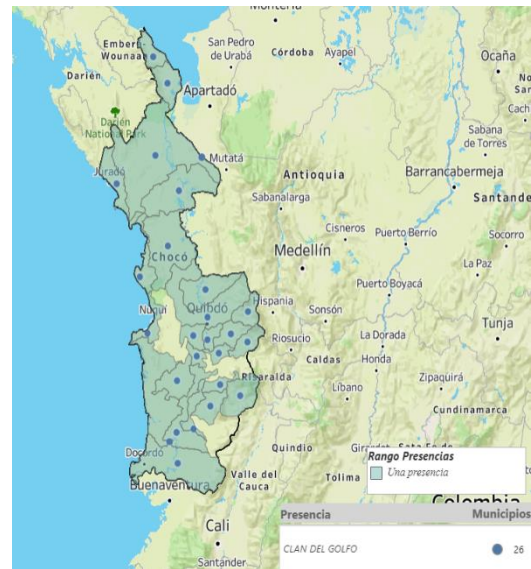 Montería
San Pedro
de Urabá
Córdoba
Ayapel
Ocaña
Ember
Wounaan
Darién
Apartadó
Darién
National Park
Mutatá
Juradó
Antioquia
Sabanalarga
Sabana
de Torres
Barrancabermeja
Santander
Cisneros
Puerto Berrío
Socorro
Chocó
Medellín
La Paz
Puerto Boyacá
Nuquí
Quibdó
Hispania
Sonsón
Tunja
Riosucio
La Dorada
Caldas
Honda
Risaralda
Líbano
Zipaquirá
Cundinamarca
Quindío
Docordó
Buenaventura
Valle del
Cauca
Tolima
Rango Presencias
Una presencia
Colombia
Presencia Municipios
CLAN DEL GOLFO 26
Cali
Santander